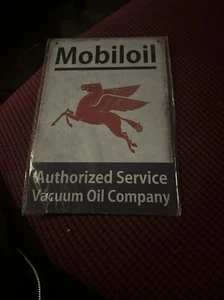 Mobiloil
Authorized Service
Vacuum Oil Company